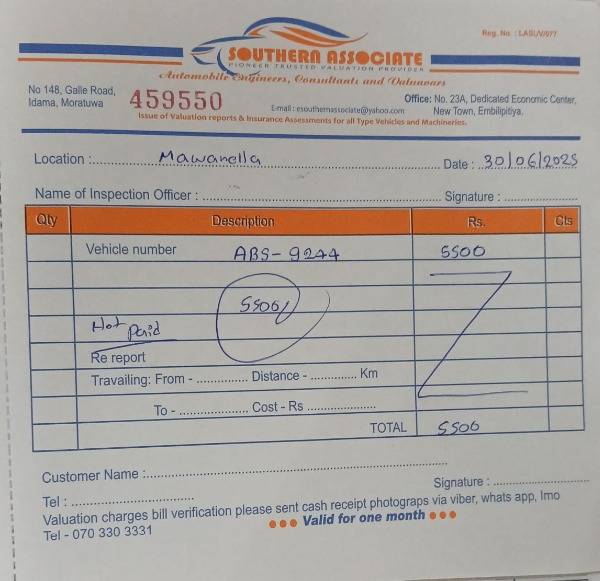 Reg. No. : LASUV/977
SOUTHERN ASSOCIATE
PIONEER TRUSTED VALUATION PROVIDER
Automobile Engineers, Consultants and Valuavars
No 148, Galle Road,
Idama, Moratuwa
459550
E-mail : esouthernassociate@yahoo.com
Office: No. 23A, Dedicated Economic Center,
New Town, Embilipitiya.
Issue of Valuation reports & Insurance Assessments for all Type Vehicles and Machineries.
Location : Mawanella Date : 30/06/2025
Name of Inspection Officer : Signature :
Qty Description Rs. Cts
Vehicle number ABS-9244 5500
5500/
Not paid
Re report
Travailing: From - Distance - Km
To - Cost - Rs
TOTAL 5500
Customer Name :
Signature :
Tel :
Valuation charges bill verification please sent cash receipt photograps via viber, whats app, Imo
Tel - 070 330 3331
Valid for one month